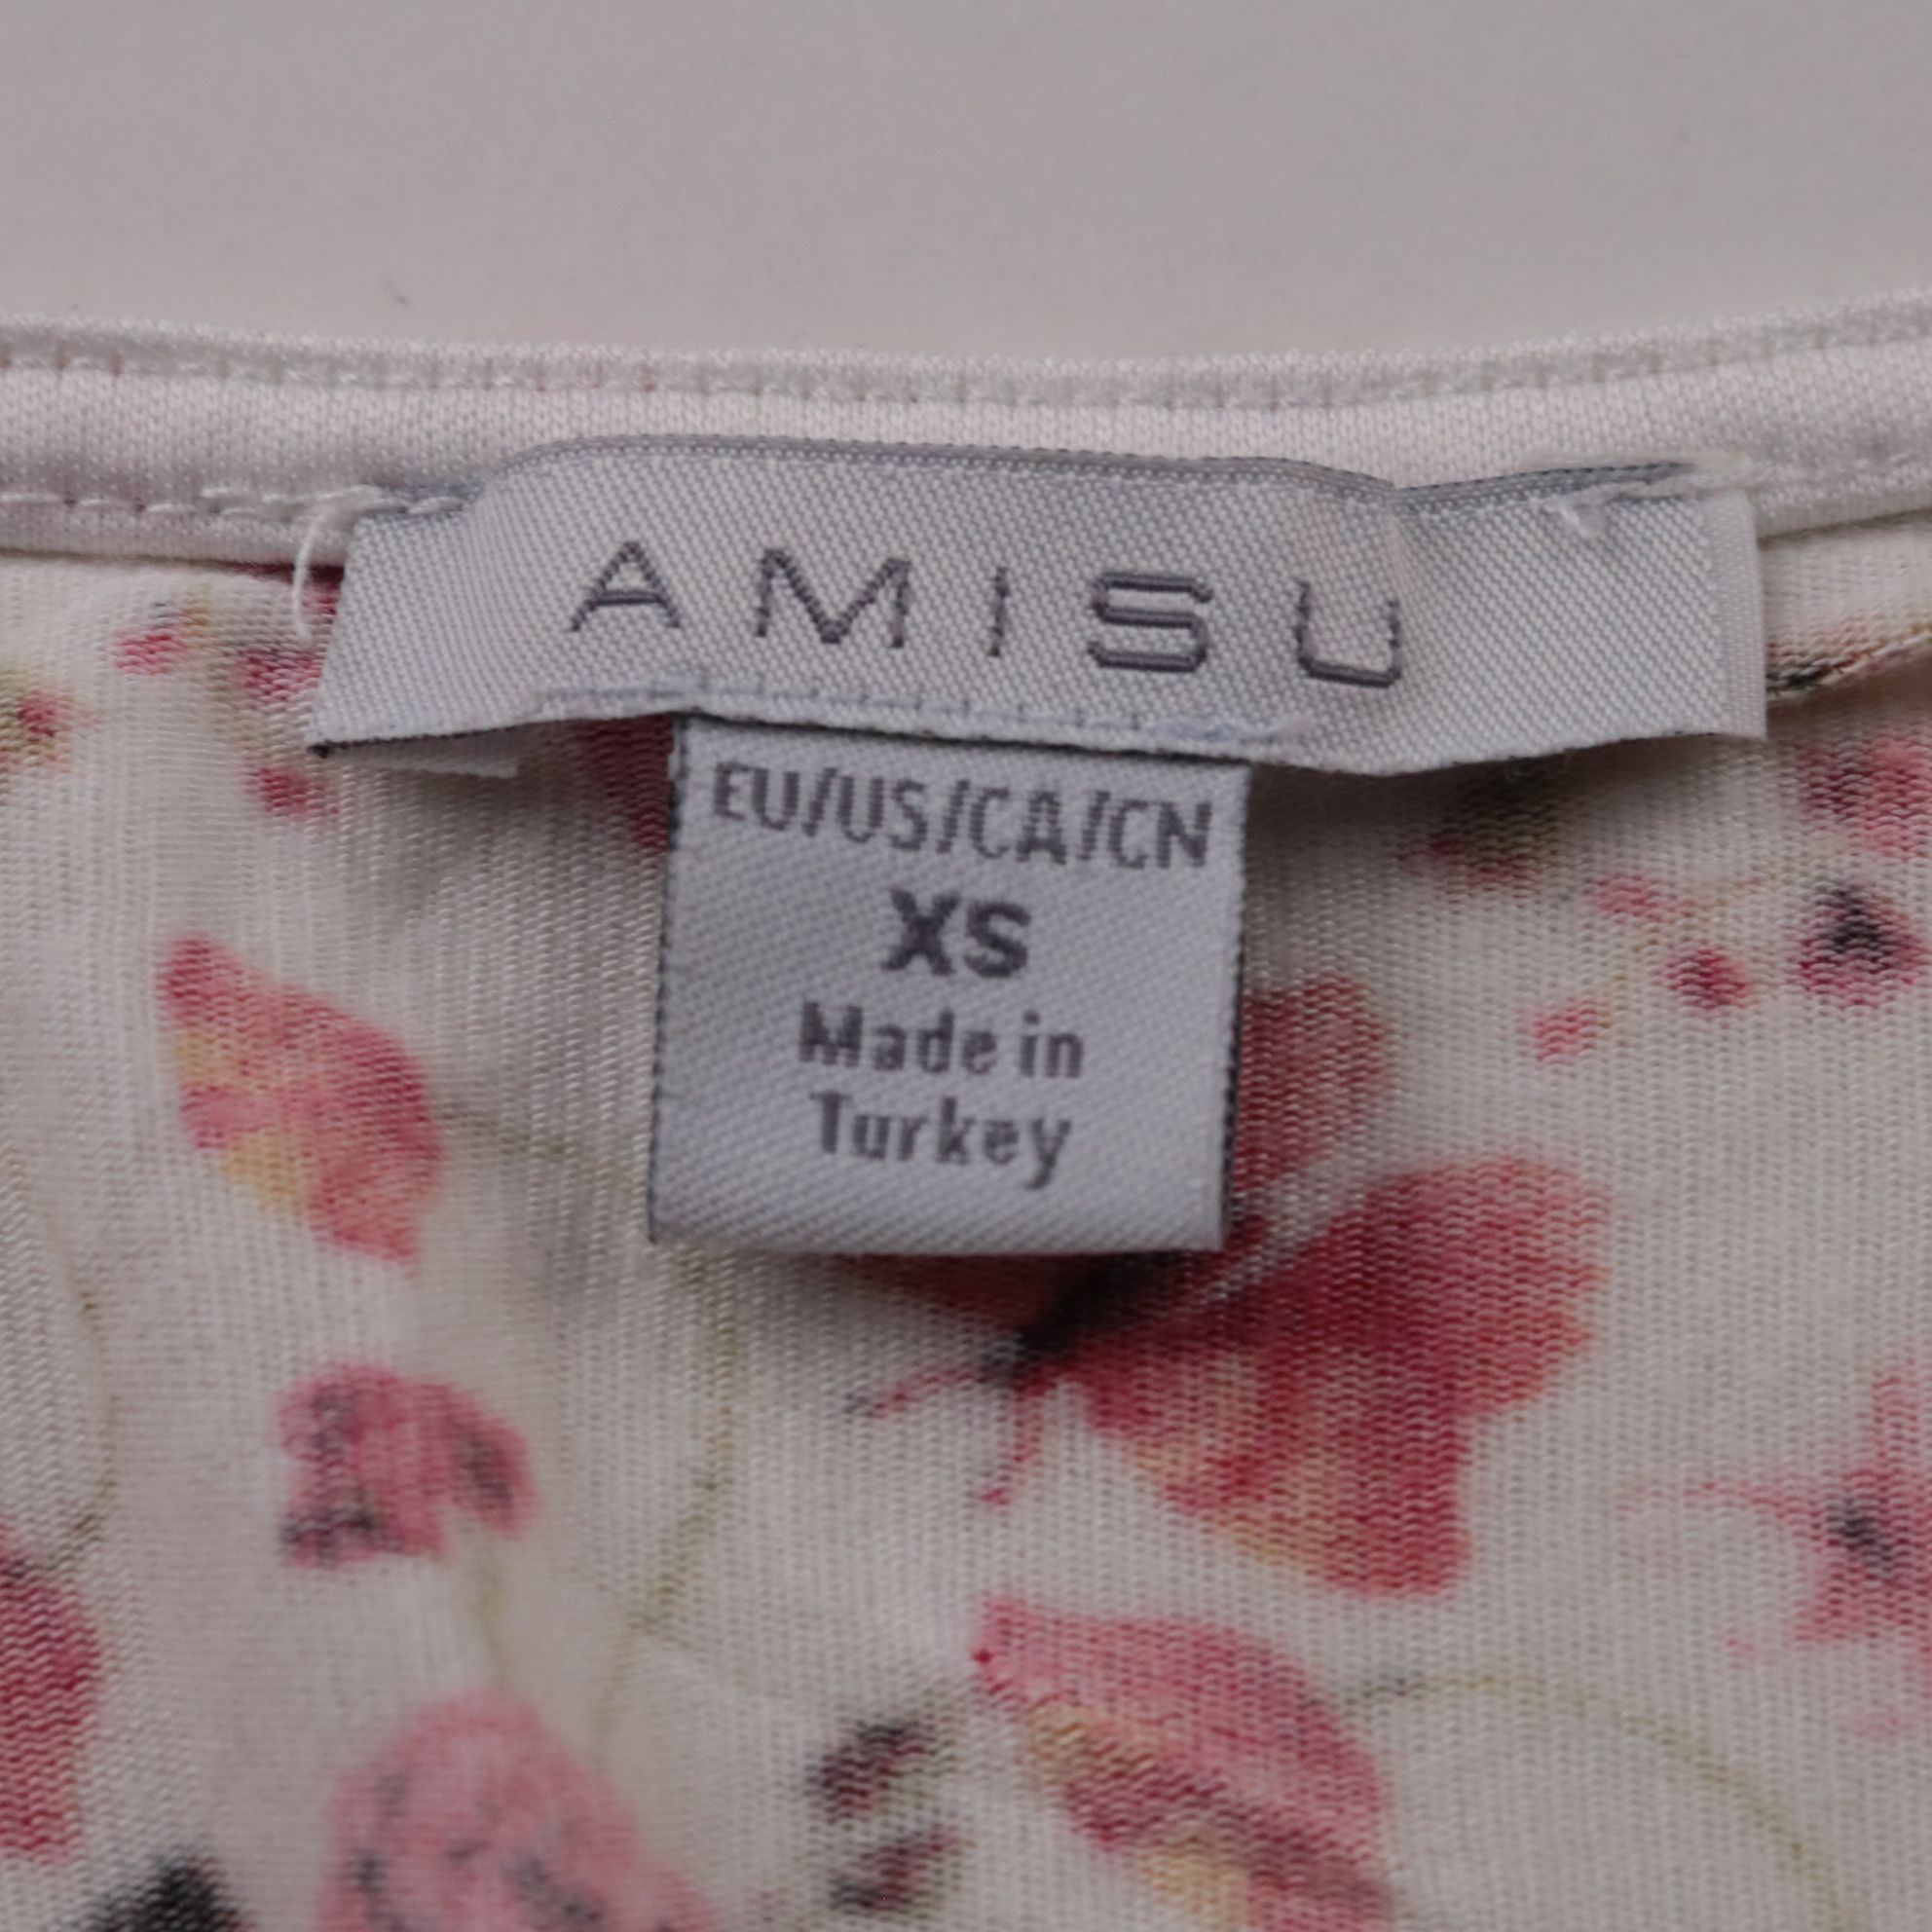 AMISU
EU/US/CA/CN
XS
Made in
Turkey